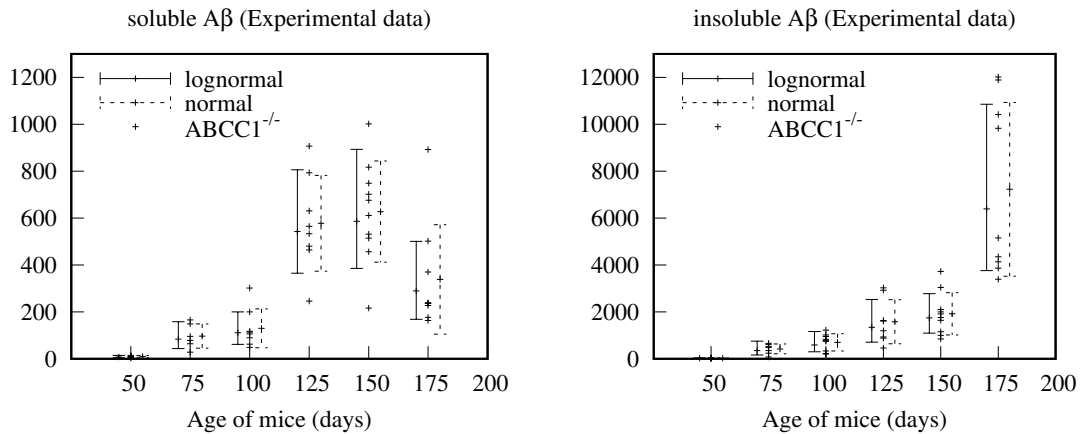 soluble Aβ (Experimental data)
1200
1000
800
600
400
200
0
lognormal
normal
ABCC1-/-
50 75 100 125 150 175 200
Age of mice (days)
insoluble Aβ (Experimental data)
12000
10000
8000
6000
4000
2000
0
lognormal
normal
ABCC1-/-
50 75 100 125 150 175 200
Age of mice (days)